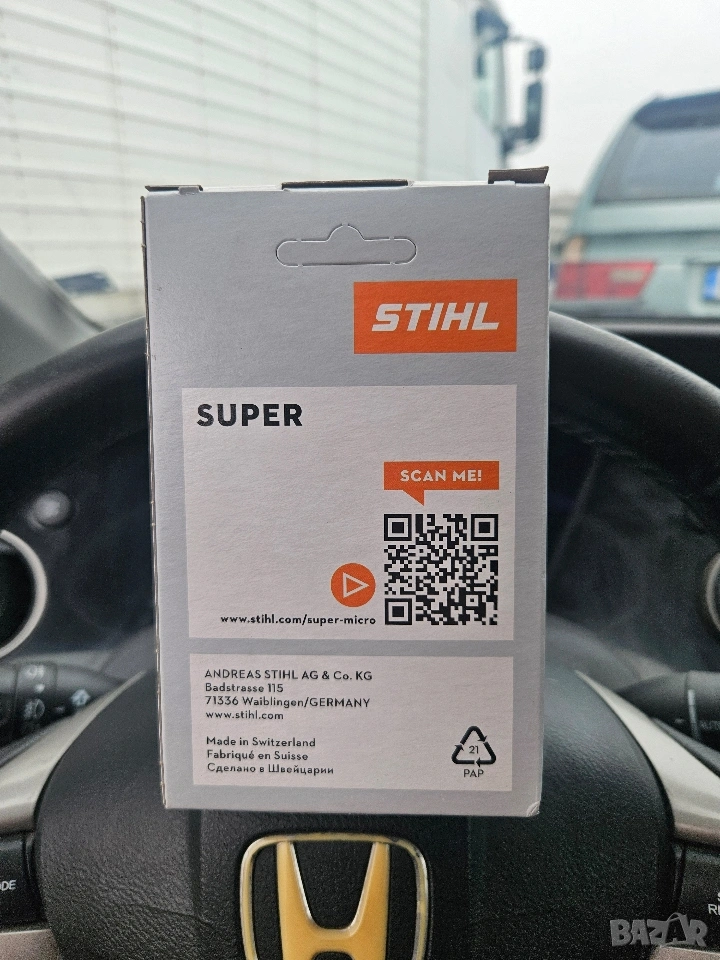 STIHL
SUPER
SCAN ME!
www.stihl.com/super-micro
ANDREAS STIHL AG & Co. KG
Badstrasse 115
71336 Waiblingen/GERMANY
www.stihl.com
Made in Switzerland
Fabriqué en Suisse
Сделано в Швейцарии
21
PAP
BAZAR